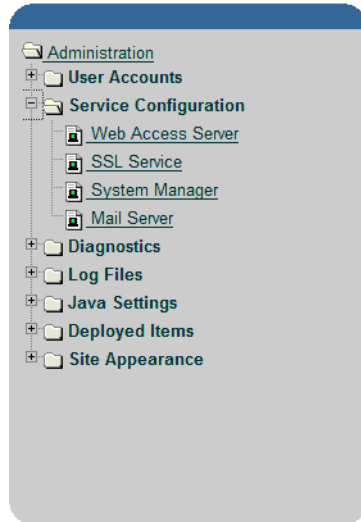 Administration
User Accounts
Service Configuration
Web Access Server
SSL Service
System Manager
Mail Server
Diagnostics
Log Files
Java Settings
Deployed Items
Site Appearance